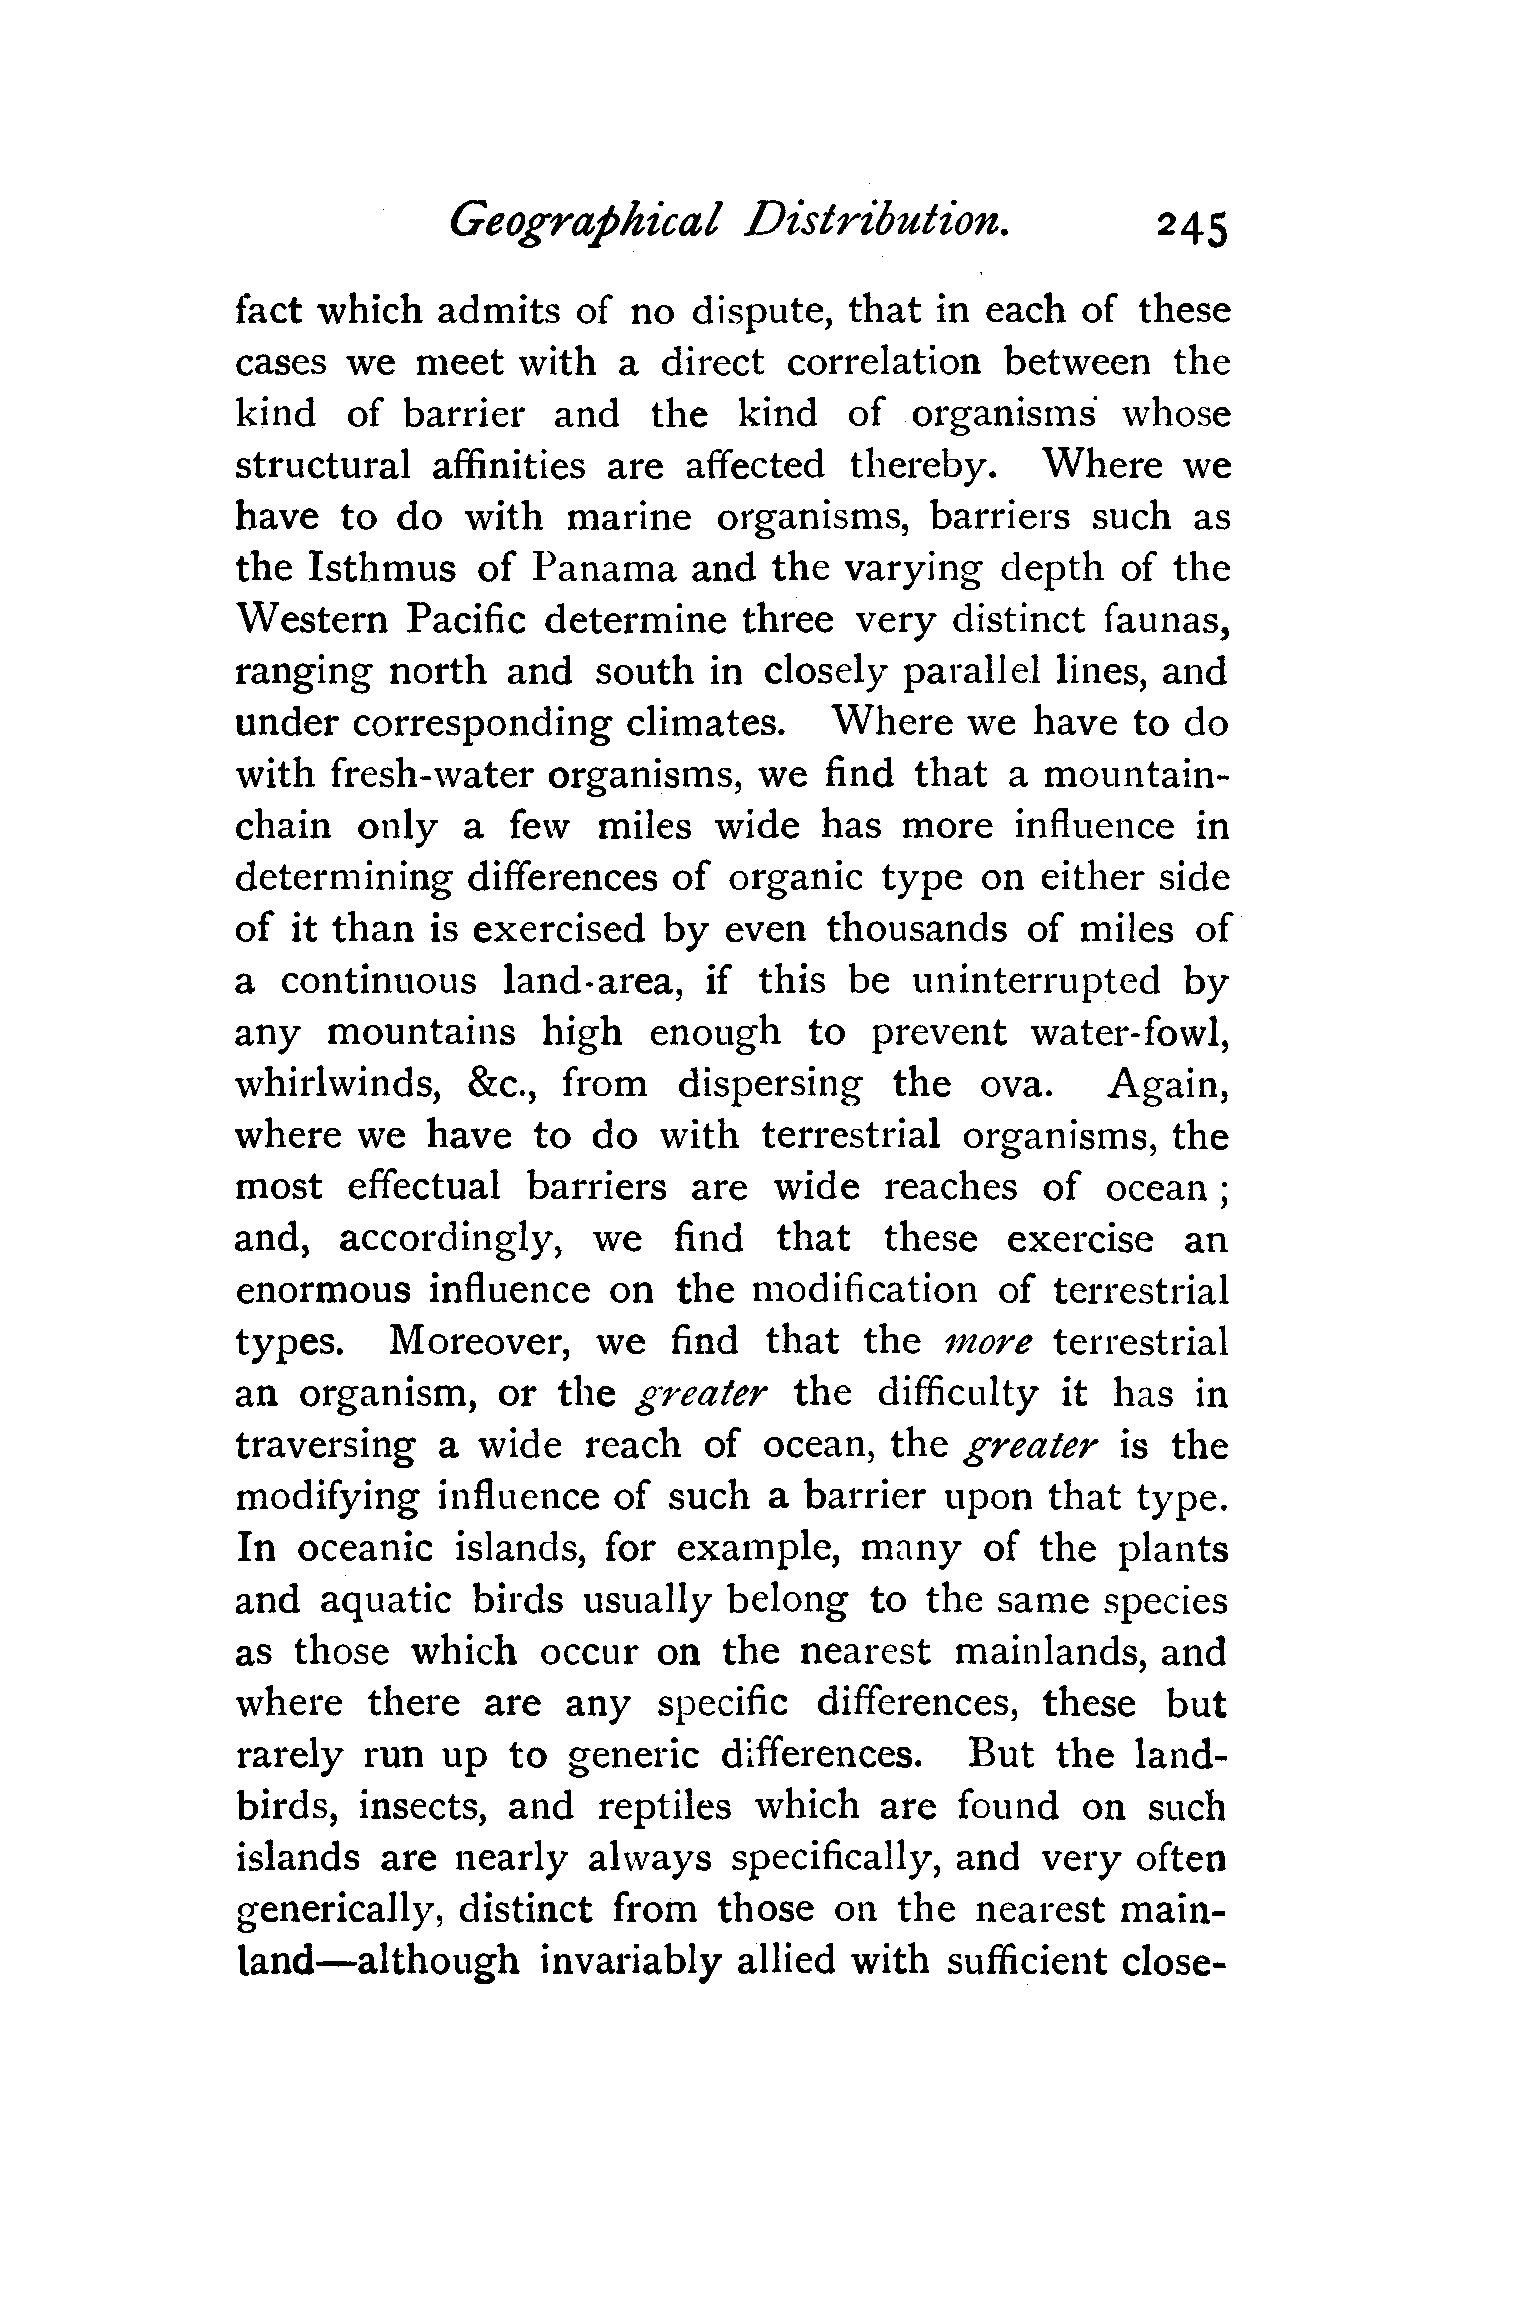 Geographical Distribution. 245
fact which admits of no dispute, that in each of these
cases we meet with a direct correlation between the
kind of barrier and the kind of organisms whose
structural affinities are affected thereby. Where we
have to do with marine organisms, barriers such as
the Isthmus of Panama and the varying depth of the
Western Pacific determine three very distinct faunas,
ranging north and south in closely parallel lines, and
under corresponding climates. Where we have to do
with fresh-water organisms, we find that a mountain-
chain only a few miles wide has more influence in
determining differences of organic type on either side
of it than is exercised by even thousands of miles of
a continuous land-area, if this be uninterrupted by
any mountains high enough to prevent water-fowl,
whirlwinds, &c., from dispersing the ova. Again,
where we have to do with terrestrial organisms, the
most effectual barriers are wide reaches of ocean ;
and, accordingly, we find that these exercise an
enormous influence on the modification of terrestrial
types. Moreover, we find that the more terrestrial
an organism, or the greater the difficulty it has in
traversing a wide reach of ocean, the greater is the
modifying influence of such a barrier upon that type.
In oceanic islands, for example, many of the plants
and aquatic birds usually belong to the same species
as those which occur on the nearest mainlands, and
where there are any specific differences, these but
rarely run up to generic differences. But the land-
birds, insects, and reptiles which are found on such
islands are nearly always specifically, and very often
generically, distinct from those on the nearest main-
land—although invariably allied with sufficient close-